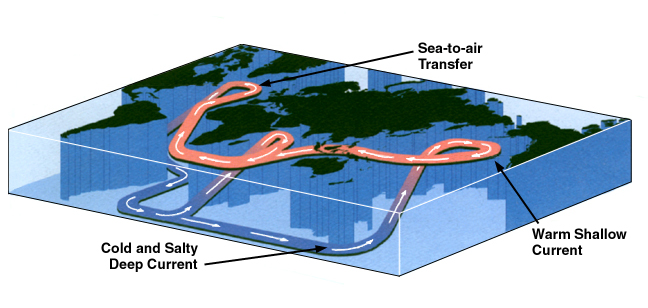 Sea-to-air
Transfer
Warm Shallow
Current
Cold and Salty
Deep Current